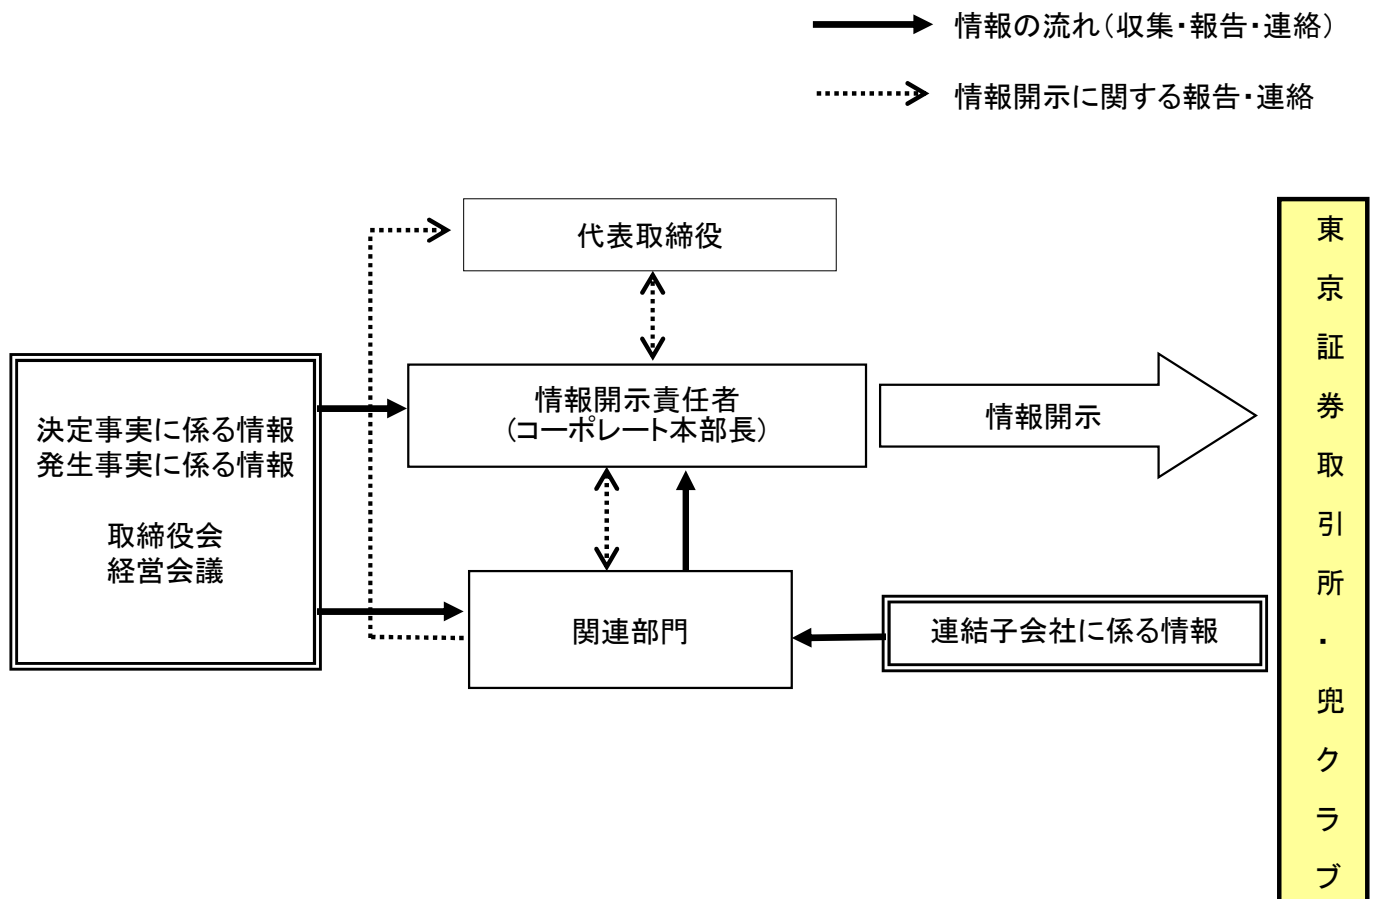 情報の流れ(収集・報告・連絡)
情報開示に関する報告・連絡
代表取締役
情報開示責任者
(コーポレート本部長)
情報開示
決定事実に係る情報
発生事実に係る情報
取締役会
経営会議
関連部門
連結子会社に係る情報
東京証券取引所・兜クラブ